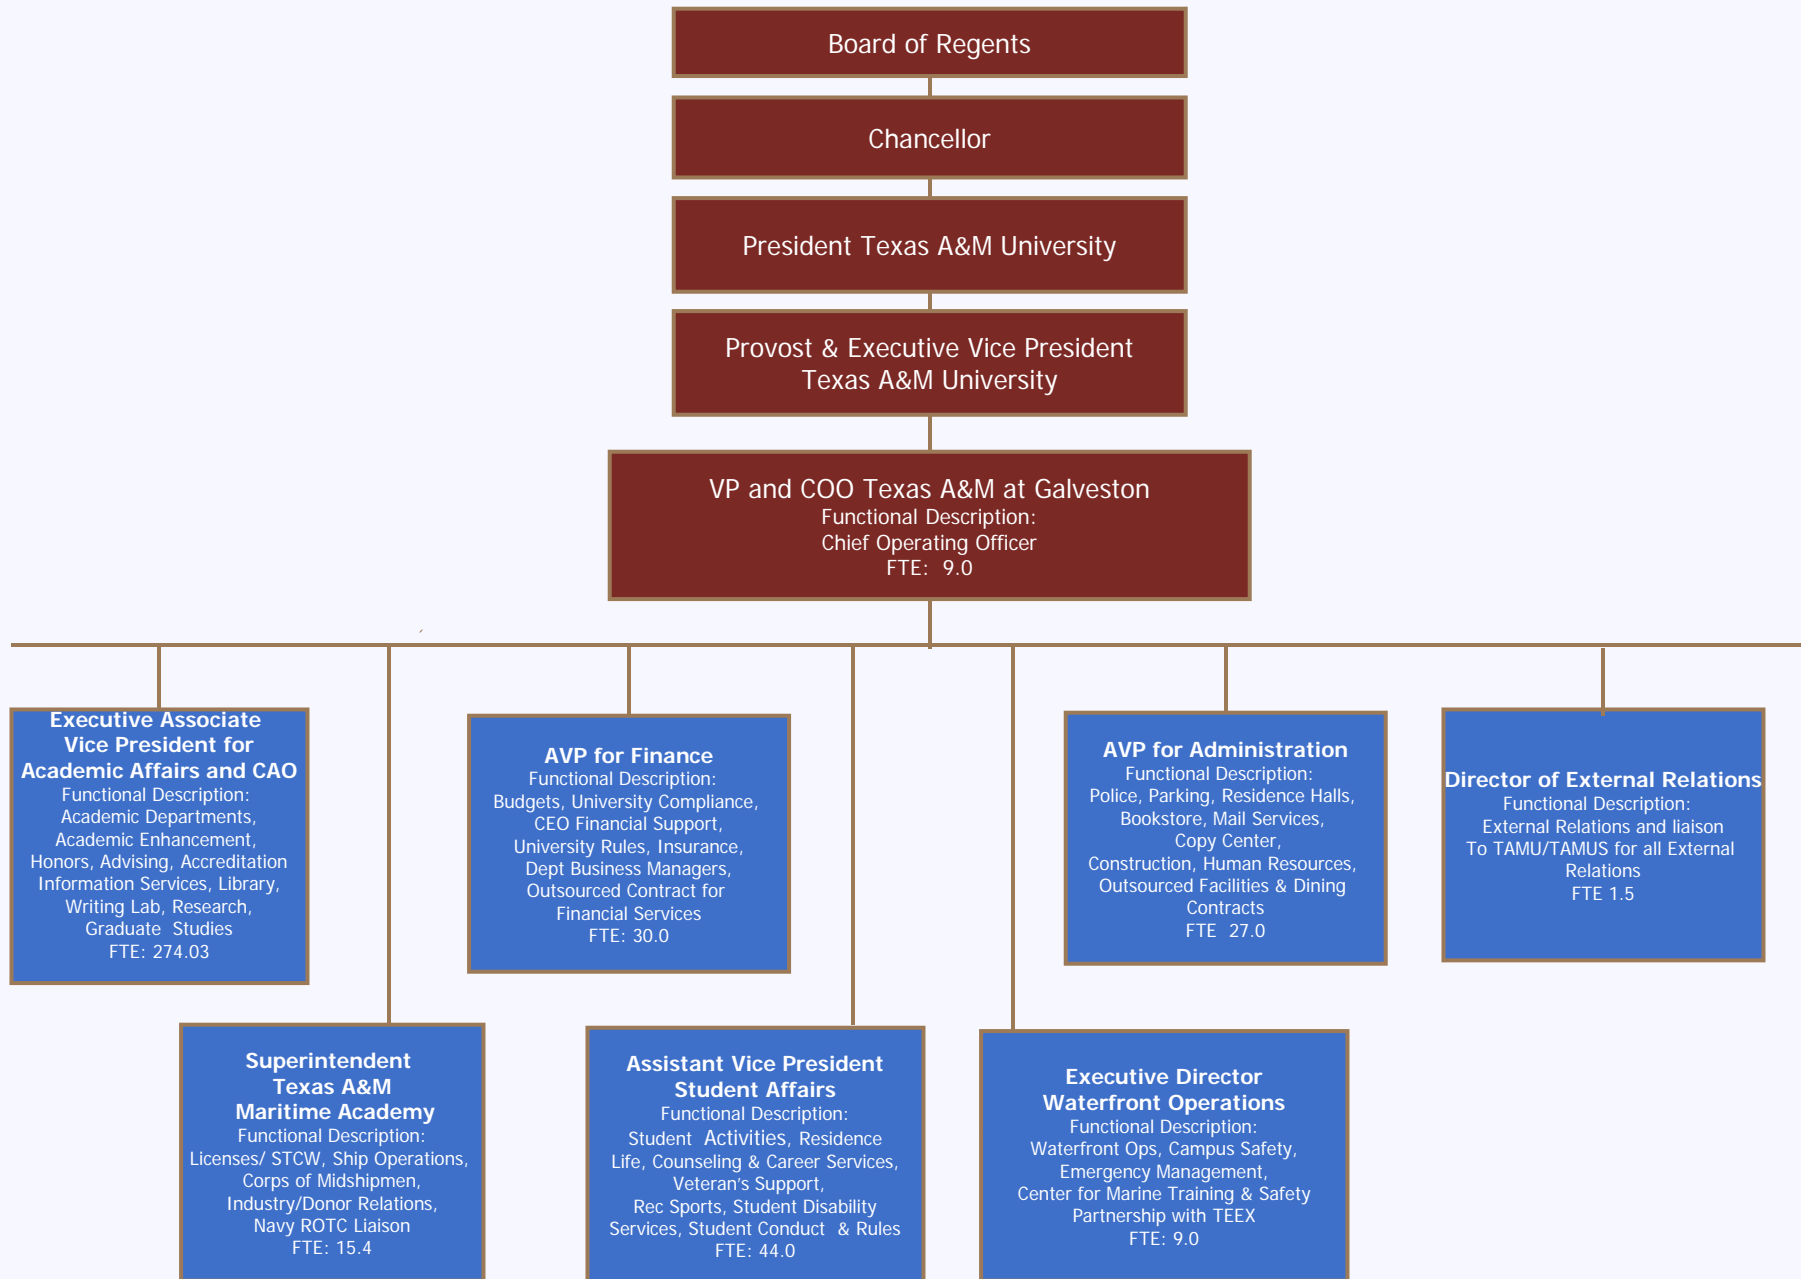 Board of Regents
Chancellor
President Texas A&M University
Provost & Executive Vice President
Texas A&M University
VP and COO Texas A&M at Galveston
Functional Description:
Chief Operating Officer
FTE:  9.0
Executive Associate
Vice President for
Academic Affairs and CAO
Functional Description:
Academic Departments,
Academic Enhancement,
Honors, Advising, Accreditation
Information Services, Library,
Writing Lab, Research,
Graduate  Studies
FTE: 274.03
AVP for Finance
Functional Description:
Budgets, University Compliance,
CEO Financial Support,
University Rules, Insurance,
Dept Business Managers,
Outsourced Contract for
Financial Services
FTE: 30.0
AVP for Administration
Functional Description:
Police, Parking, Residence Halls,
Bookstore, Mail Services,
Copy Center,
Construction, Human Resources,
Outsourced Facilities & Dining
Contracts
FTE  27.0
Director of External Relations
Functional Description:
External Relations and liaison
To TAMU/TAMUS for all External
Relations
FTE 1.5
Superintendent
Texas A&M
Maritime Academy
Functional Description:
Licenses/ STCW, Ship Operations,
Corps of Midshipmen,
Industry/Donor Relations,
Navy ROTC Liaison
FTE: 15.4
Assistant Vice President
Student Affairs
Functional Description:
Student  Activities, Residence
Life, Counseling & Career Services,
Veteran’s Support,
Rec Sports, Student Disability
Services, Student Conduct  & Rules
FTE: 44.0
Executive Director
Waterfront Operations
Functional Description:
Waterfront Ops, Campus Safety,
Emergency Management,
Center for Marine Training & Safety
Partnership with TEEX
FTE: 9.0